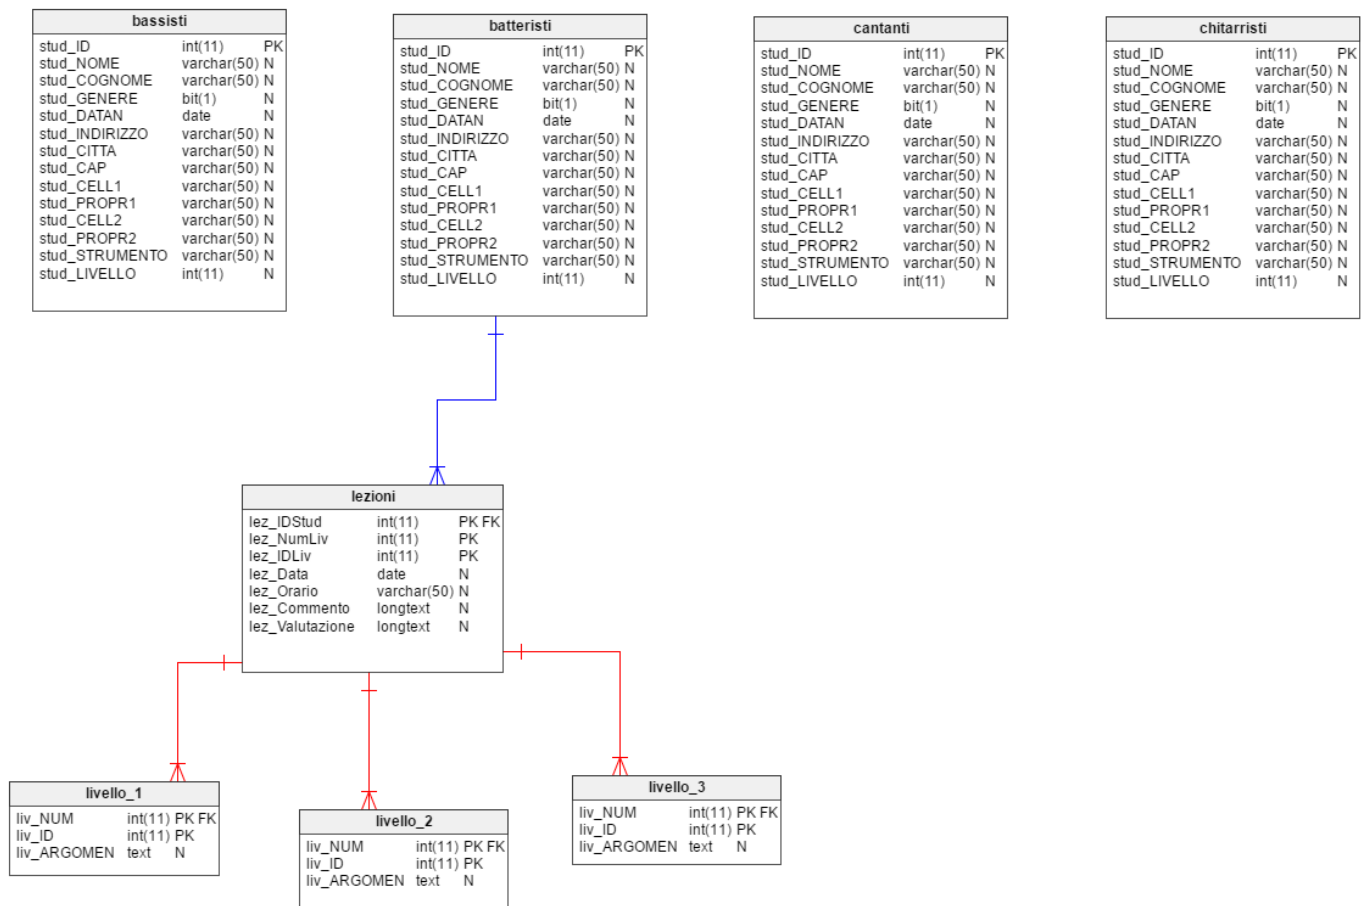 bassisti
stud_ID int(11) PK
stud_NOME varchar(50) N
stud_COGNOME varchar(50) N
stud_GENERE bit(1) N
stud_DATAN date N
stud_INDIRIZZO varchar(50) N
stud_CITTA varchar(50) N
stud_CAP varchar(50) N
stud_CELL1 varchar(50) N
stud_PROPR1 varchar(50) N
stud_CELL2 varchar(50) N
stud_PROPR2 varchar(50) N
stud_STRUMENTO varchar(50) N
stud_LIVELLO int(11) N
batteristi
stud_ID int(11) PK
stud_NOME varchar(50) N
stud_COGNOME varchar(50) N
stud_GENERE bit(1) N
stud_DATAN date N
stud_INDIRIZZO varchar(50) N
stud_CITTA varchar(50) N
stud_CAP varchar(50) N
stud_CELL1 varchar(50) N
stud_PROPR1 varchar(50) N
stud_CELL2 varchar(50) N
stud_PROPR2 varchar(50) N
stud_STRUMENTO varchar(50) N
stud_LIVELLO int(11) N
cantanti
stud_ID int(11) PK
stud_NOME varchar(50) N
stud_COGNOME varchar(50) N
stud_GENERE bit(1) N
stud_DATAN date N
stud_INDIRIZZO varchar(50) N
stud_CITTA varchar(50) N
stud_CAP varchar(50) N
stud_CELL1 varchar(50) N
stud_PROPR1 varchar(50) N
stud_CELL2 varchar(50) N
stud_PROPR2 varchar(50) N
stud_STRUMENTO varchar(50) N
stud_LIVELLO int(11) N
chitarristi
stud_ID int(11) PK
stud_NOME varchar(50) N
stud_COGNOME varchar(50) N
stud_GENERE bit(1) N
stud_DATAN date N
stud_INDIRIZZO varchar(50) N
stud_CITTA varchar(50) N
stud_CAP varchar(50) N
stud_CELL1 varchar(50) N
stud_PROPR1 varchar(50) N
stud_CELL2 varchar(50) N
stud_PROPR2 varchar(50) N
stud_STRUMENTO varchar(50) N
stud_LIVELLO int(11) N
lezioni
lez_IDStud int(11) PK FK
lez_NumLiv int(11) PK
lez_IDLiv int(11) PK
lez_Data date N
lez_Orario varchar(50) N
lez_Commento longtext N
lez_Valutazione longtext N
livello_1
liv_NUM int(11) PK FK
liv_ID int(11) PK
liv_ARGOMEN text N
livello_2
liv_NUM int(11) PK FK
liv_ID int(11) PK
liv_ARGOMEN text N
livello_3
liv_NUM int(11) PK FK
liv_ID int(11) PK
liv_ARGOMEN text N